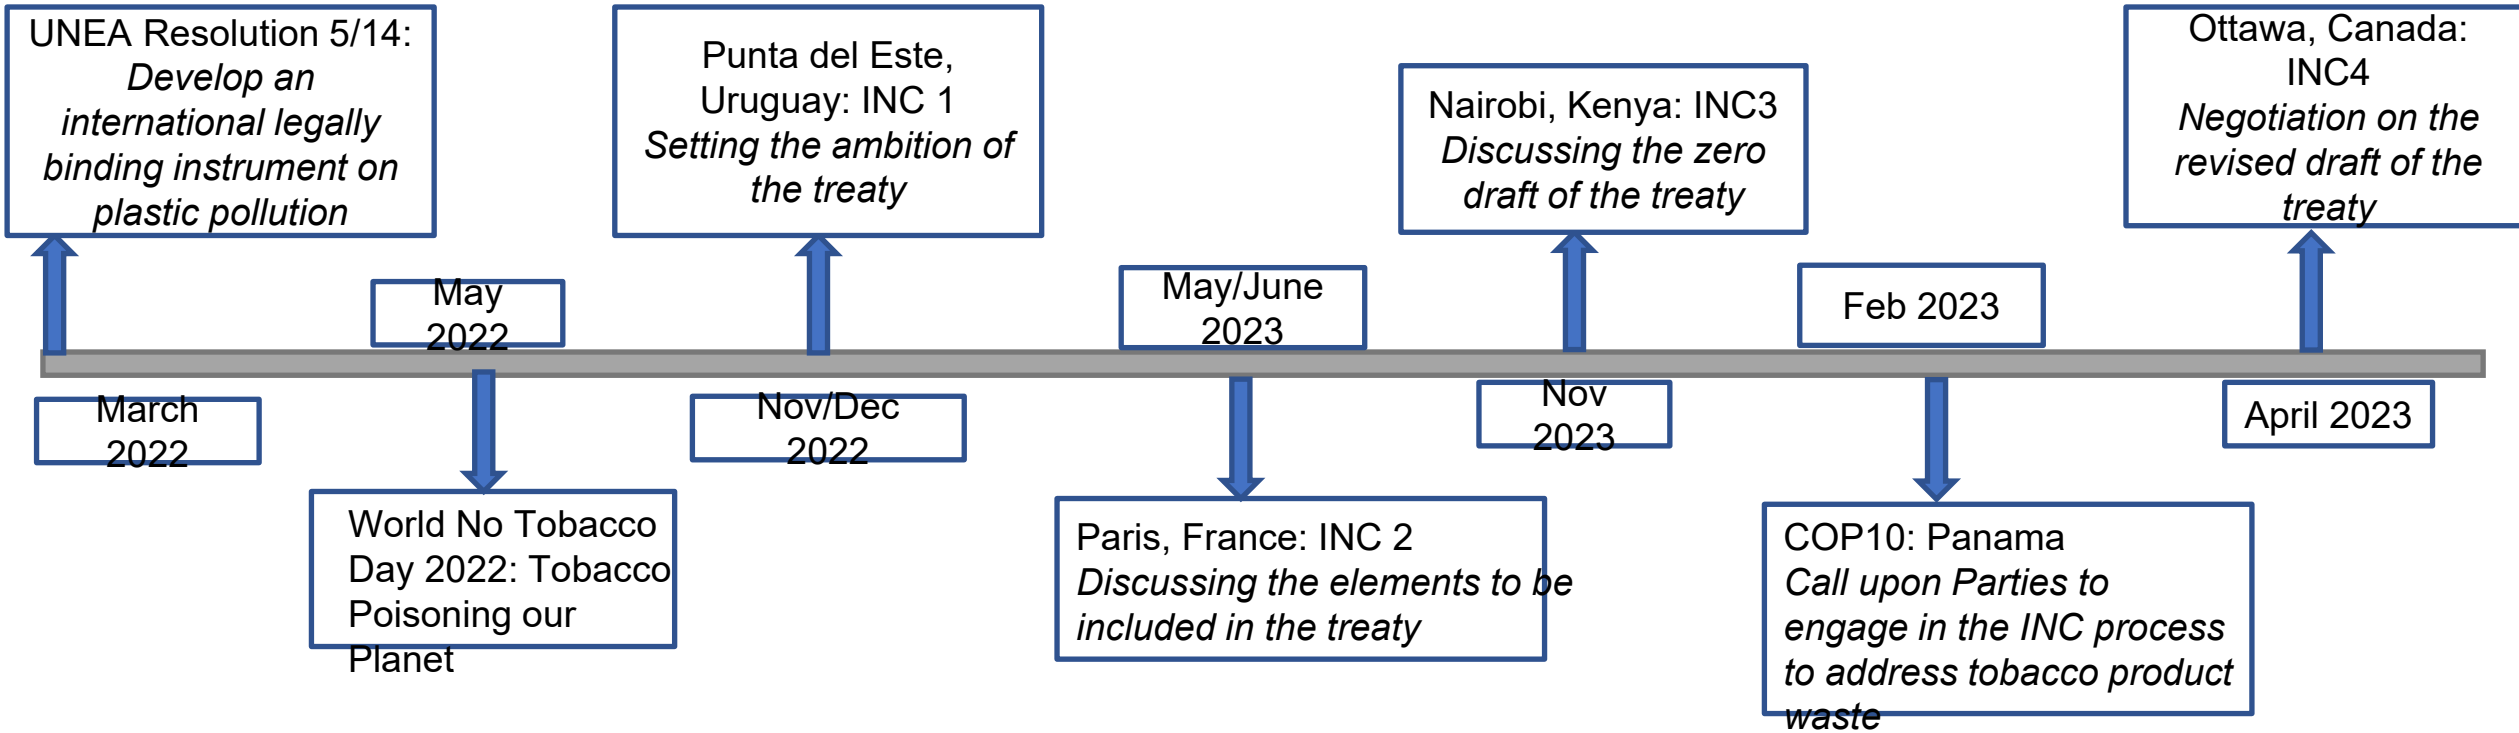 UNEA Resolution 5/14:
Develop an
international legally
binding instrument on
plastic pollution
March
2022
May
2022
World No Tobacco
Day 2022: Tobacco
Poisoning our
Planet
Punta del Este,
Uruguay: INC 1
Setting the ambition of
the treaty
Nov/Dec
2022
May/June
2023
Paris, France: INC 2
Discussing the elements to be
included in the treaty
Nairobi, Kenya: INC3
Discussing the zero
draft of the treaty
Nov
2023
Feb 2023
COP10: Panama
Call upon Parties to
engage in the INC process
to address tobacco product
waste
Ottawa, Canada:
INC4
Negotiation on the
revised draft of the
treaty
April 2023